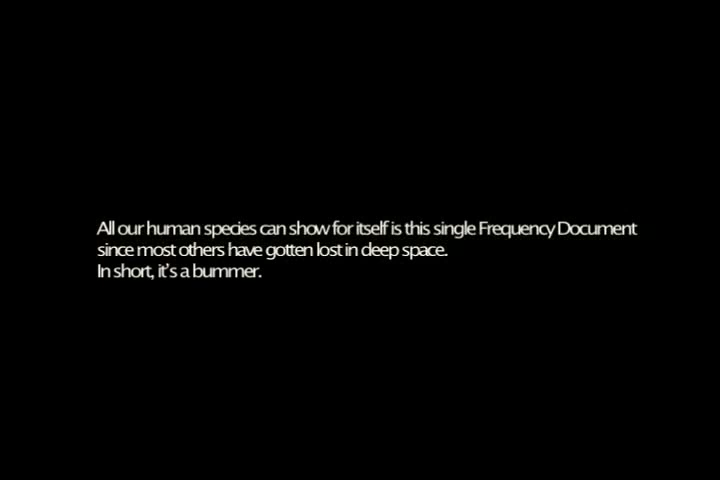 All our human species can show for itself is this single Frequency Document
since most others have gotten lost in deep space.
In short, it's a bummer.